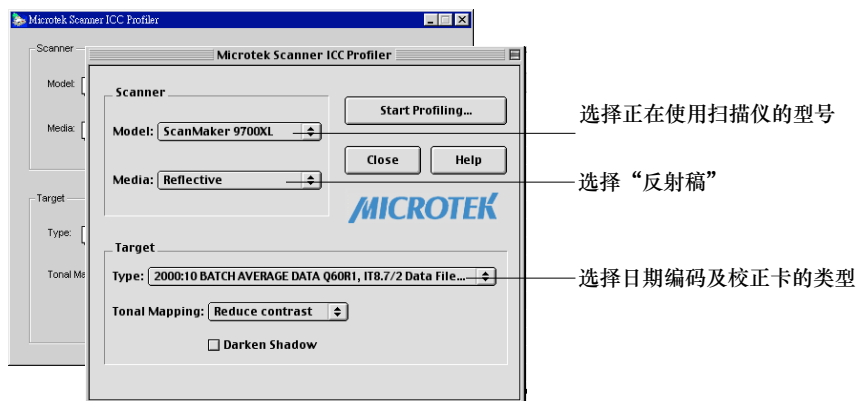 Microtek Scanner ICC Profiler
Scanner
Model:
Media:
Target
Type:
Tonal Ma
Microtek Scanner ICC Profiler
Scanner
Model: ScanMaker 9700XL
Media: Reflective
Start Profiling...
Close Help
MICROTEK
Target
Type: 2000:10 BATCH AVERAGE DATA Q60R1, IT8.7/2 Data File...
Tonal Mapping: Reduce contrast
Darken Shadow
选择正在使用扫描仪的型号
选择“反射稿”
选择日期编码及校正卡的类型